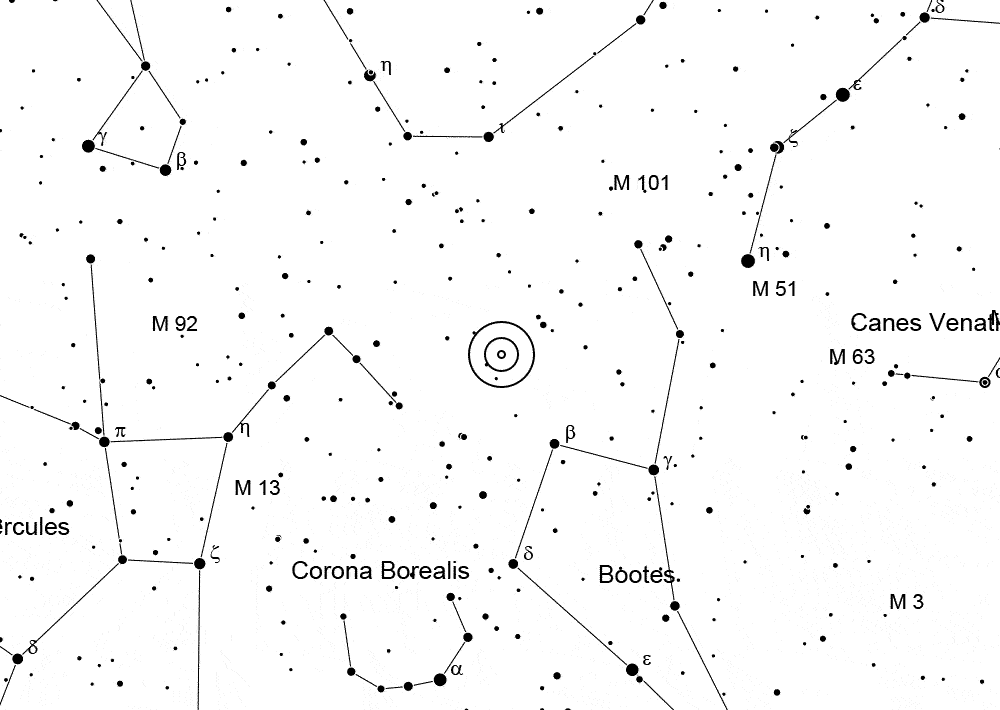 δ
η
ε
ι
ζ
γ
β
M 101
η
M 51
M 92
Canes Venati
M 63
α
π
η
β
γ
M 13
ercules
ζ
δ
Corona Borealis
Bootes
M 3
δ
ε
α